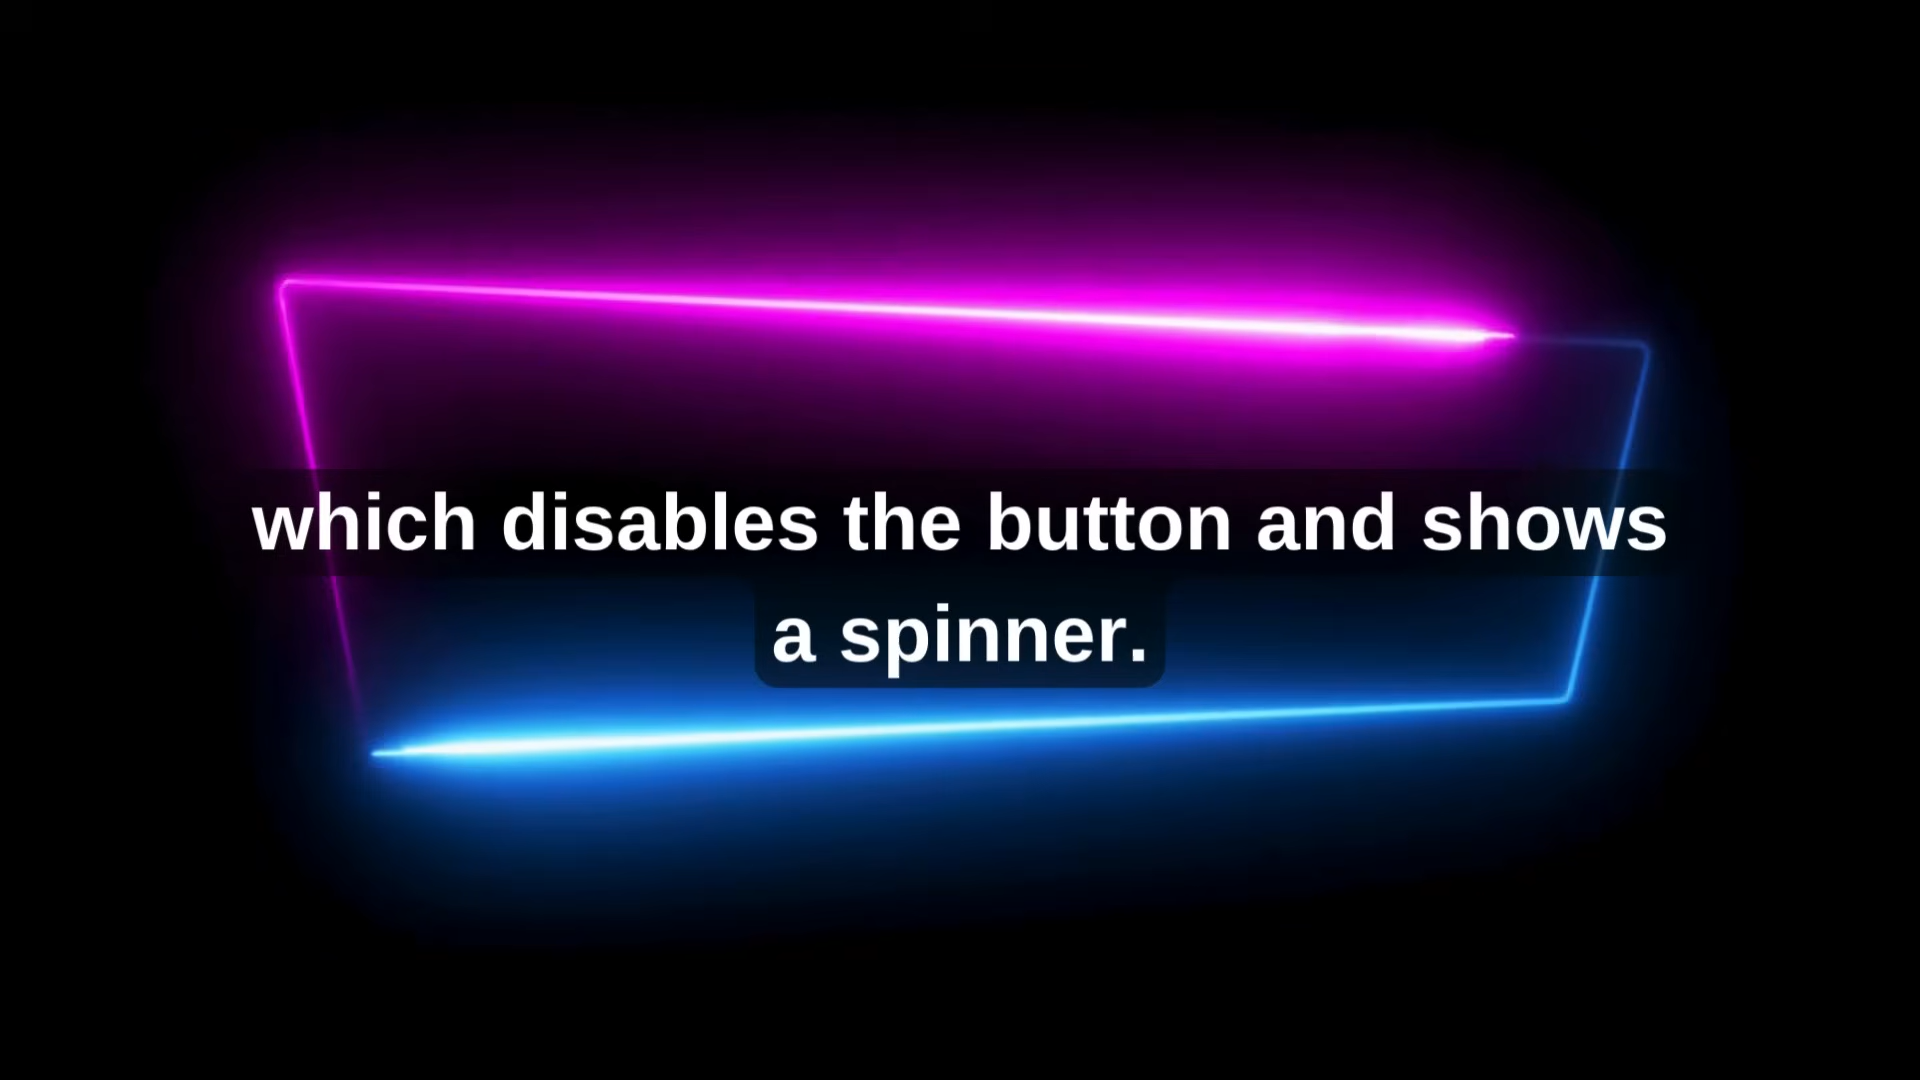 which disables the button and shows
a spinner.